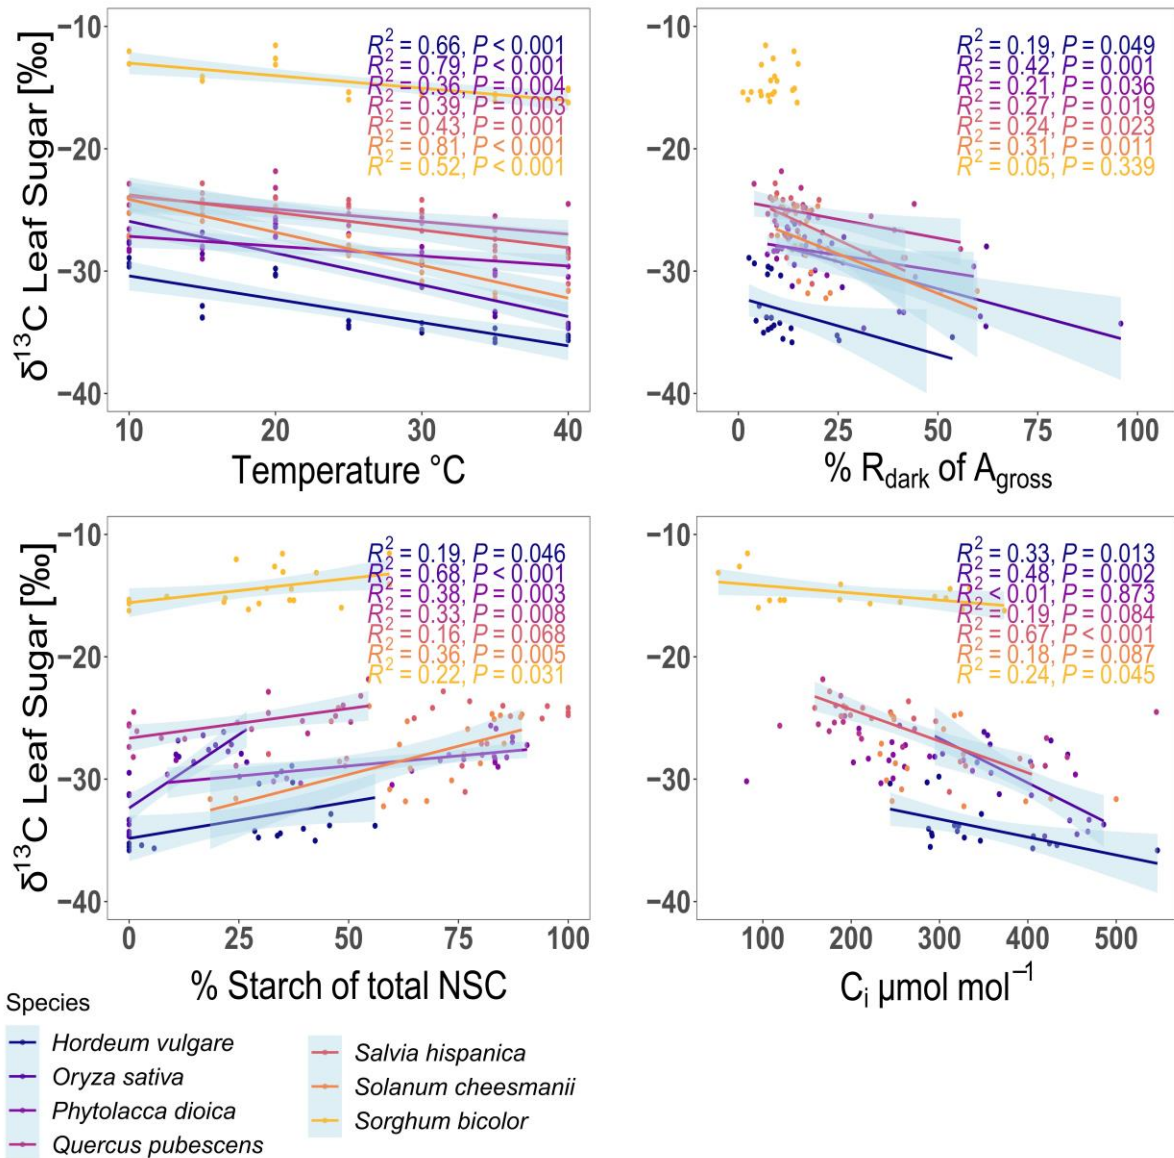 δ¹³C Leaf Sugar [‰]
−10
−20
−30
−40
R² = 0.66, P < 0.001
R² = 0.79, P < 0.001
R² = 0.36, P = 0.004
R² = 0.39, P = 0.003
R² = 0.43, P = 0.001
R² = 0.81, P < 0.001
R² = 0.52, P < 0.001
10 20 30 40
Temperature °C
−10
−20
−30
−40
R² = 0.19, P = 0.049
R² = 0.42, P = 0.001
R² = 0.21, P = 0.036
R² = 0.27, P = 0.019
R² = 0.24, P = 0.023
R² = 0.31, P = 0.011
R² = 0.05, P = 0.339
0 25 50 75 100
% R_dark of A_gross
δ¹³C Leaf Sugar [‰]
−10
−20
−30
−40
R² = 0.19, P = 0.046
R² = 0.68, P < 0.001
R² = 0.38, P = 0.003
R² = 0.33, P = 0.008
R² = 0.16, P = 0.068
R² = 0.36, P = 0.005
R² = 0.22, P = 0.031
0 25 50 75 100
% Starch of total NSC
−10
−20
−30
−40
R² = 0.33, P = 0.013
R² = 0.48, P = 0.002
R² < 0.01, P = 0.873
R² = 0.19, P = 0.084
R² = 0.67, P < 0.001
R² = 0.18, P = 0.087
R² = 0.24, P = 0.045
100 200 300 400 500
C_i µmol mol⁻¹
Species
Hordeum vulgare
Oryza sativa
Phytolacca dioica
Quercus pubescens
Salvia hispanica
Solanum cheesmanii
Sorghum bicolor